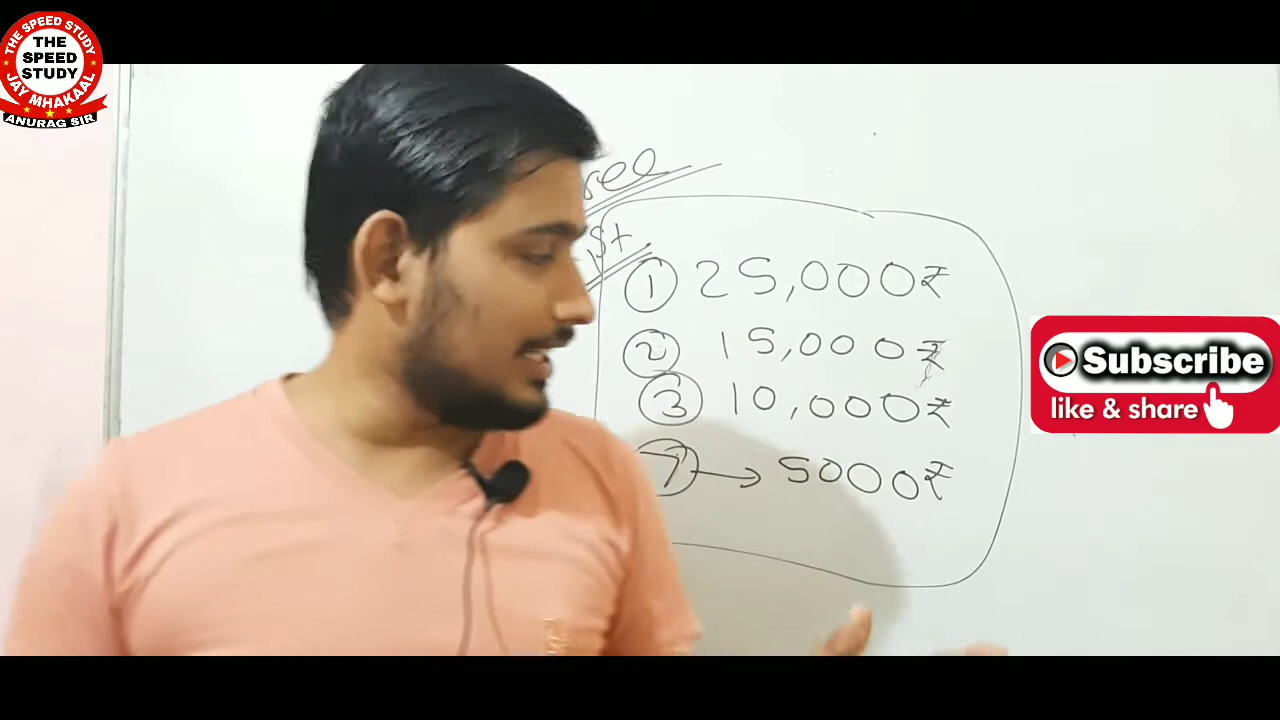 THE SPEED STUDY
THE
SPEED
STUDY
JAY MHAKAAL
ANURAG SIR
① 25,000₹
② 15,000₹
③ 10,000₹
⑦ → 5000₹
Subscribe
like & share